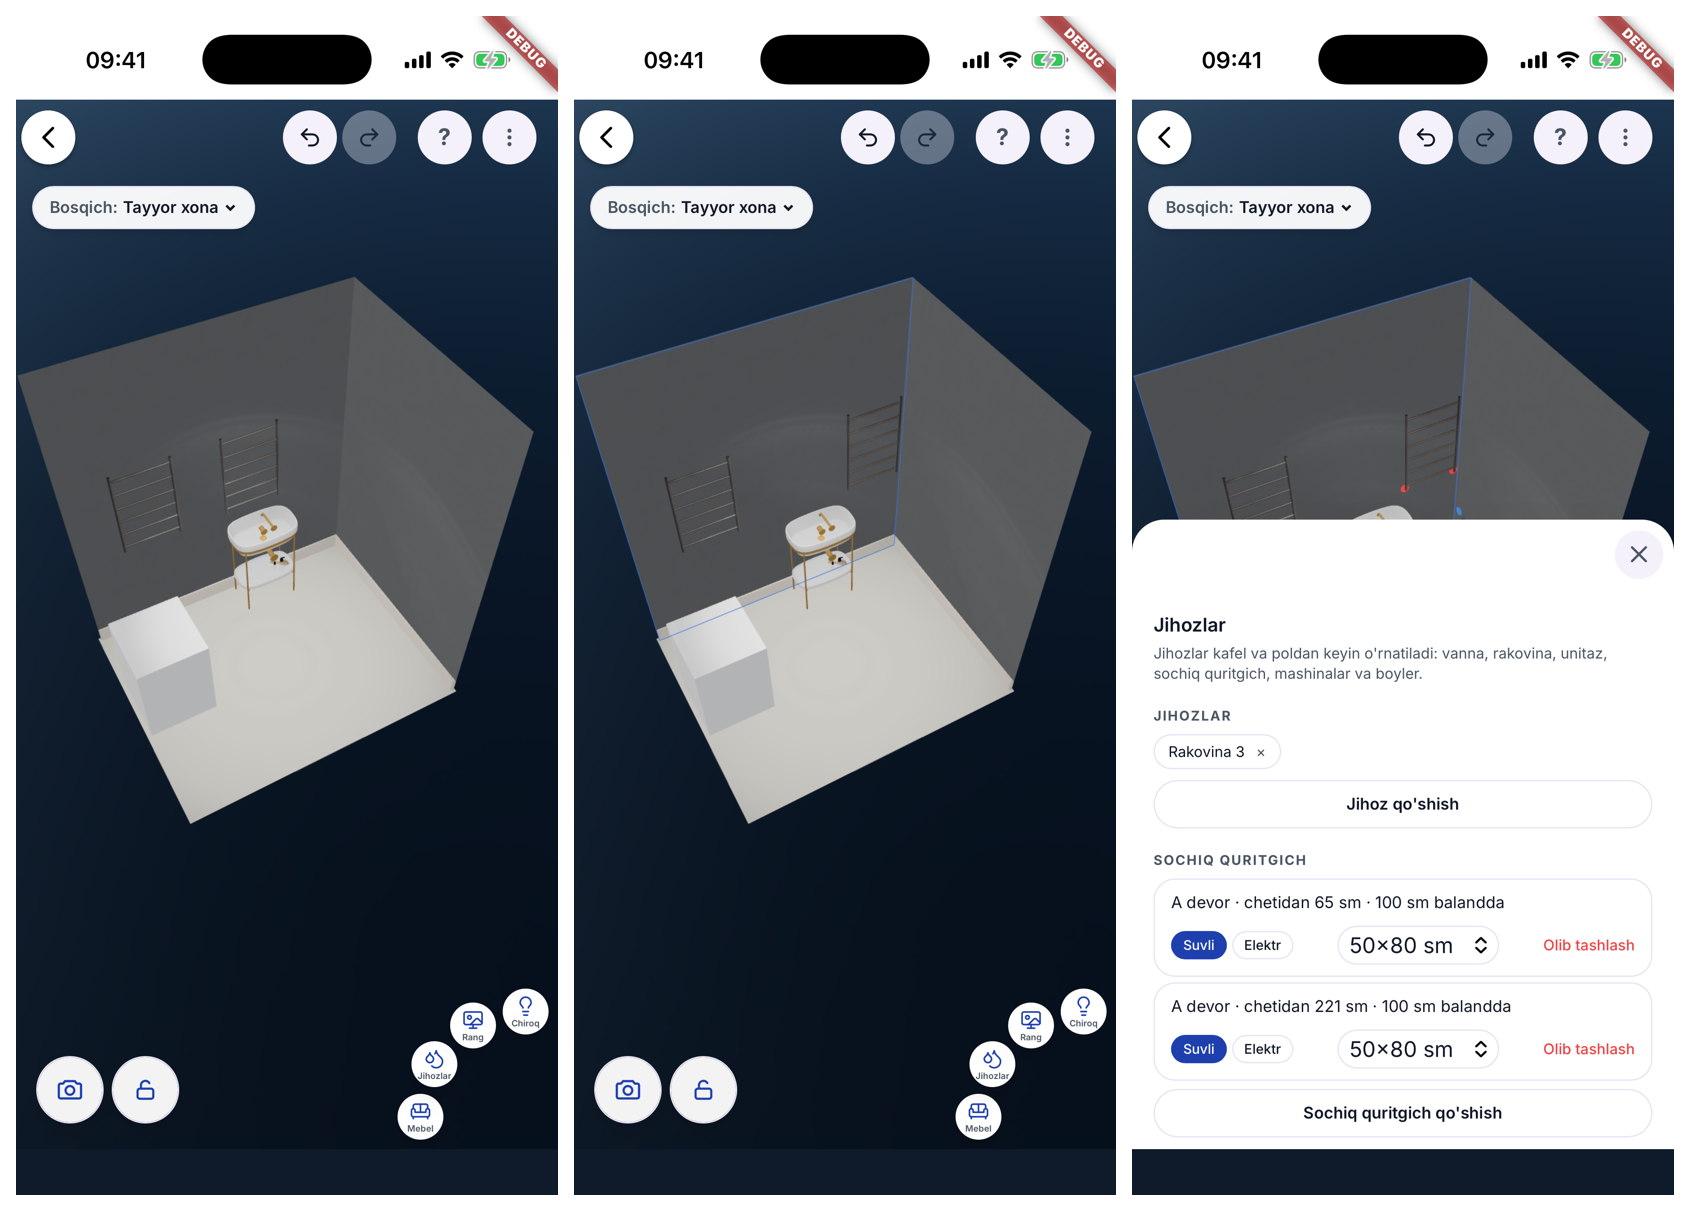 09:41
DEBUG
?
Bosqich: Tayyor xona
Chiroq
Rang
Jihozlar
Mebel
09:41
DEBUG
?
Bosqich: Tayyor xona
Chiroq
Rang
Jihozlar
Mebel
09:41
DEBUG
?
Bosqich: Tayyor xona
Jihozlar
Jihozlar kafel va poldan keyin o'rnatiladi: vanna, rakovina, unitaz,
sochiq quritgich, mashinalar va boyler.
JIHOZLAR
Rakovina 3 ×
Jihoz qo'shish
SOCHIQ QURITGICH
A devor · chetidan 65 sm · 100 sm balandda
Suvli Elektr 50×80 sm Olib tashlash
A devor · chetidan 221 sm · 100 sm balandda
Suvli Elektr 50×80 sm Olib tashlash
Sochiq quritgich qo'shish